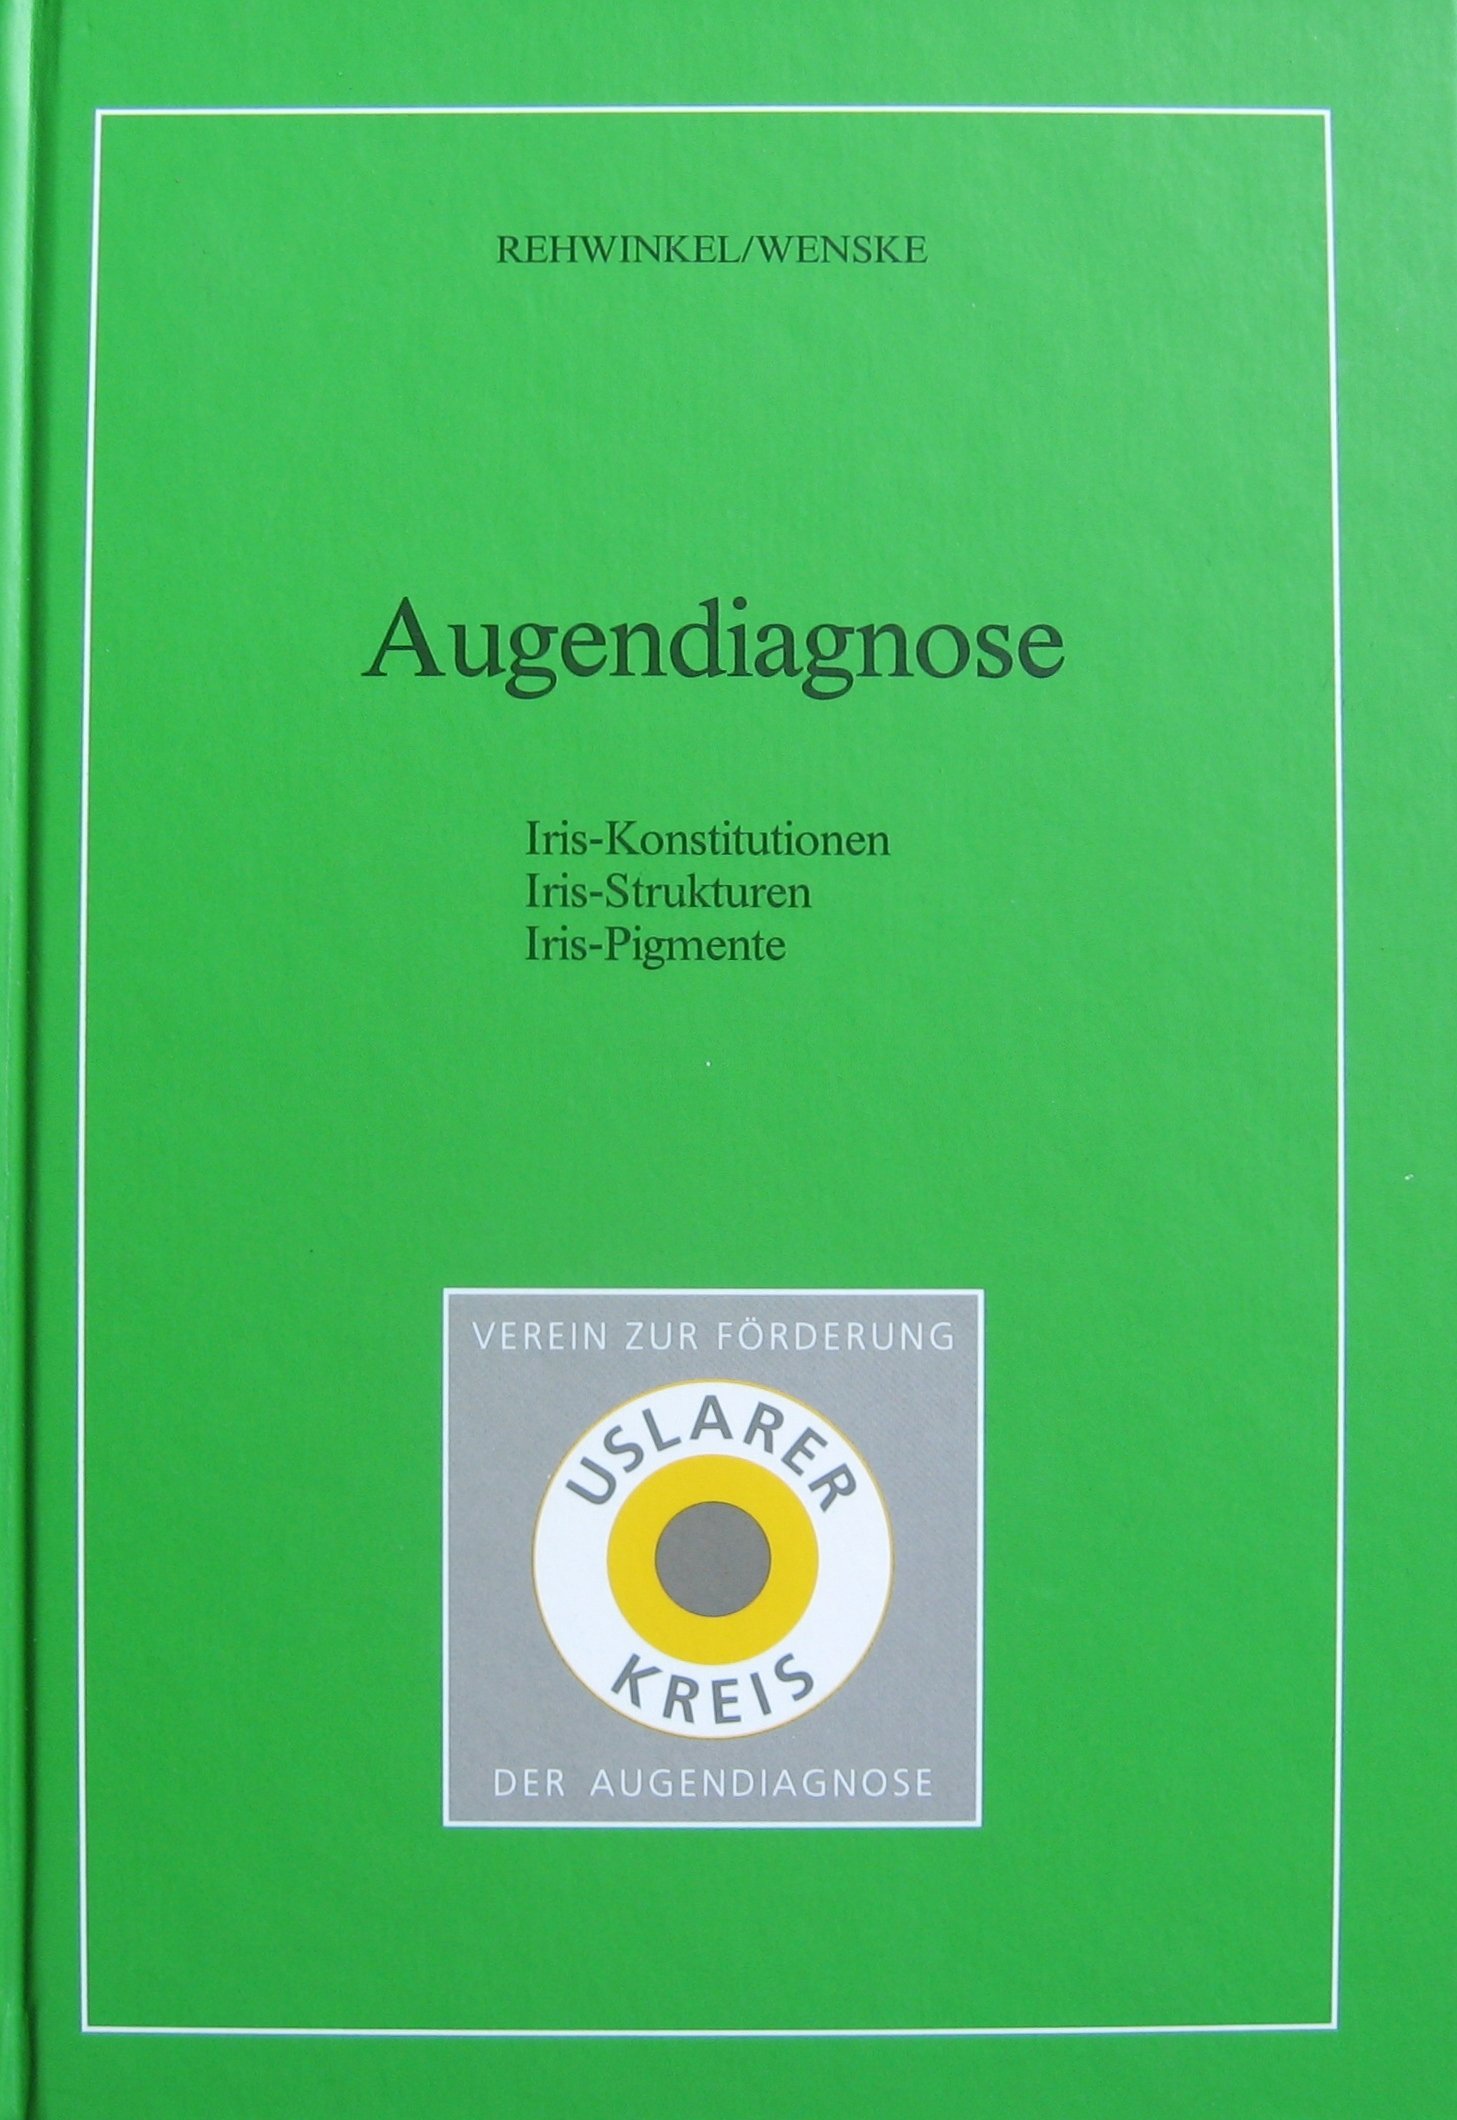 REHWINKEL/WENSKE
Augendiagnose
Iris-Konstitutionen
Iris-Strukturen
Iris-Pigmente
VEREIN ZUR FÖRDERUNG
USLARER
KREIS
DER AUGENDIAGNOSE